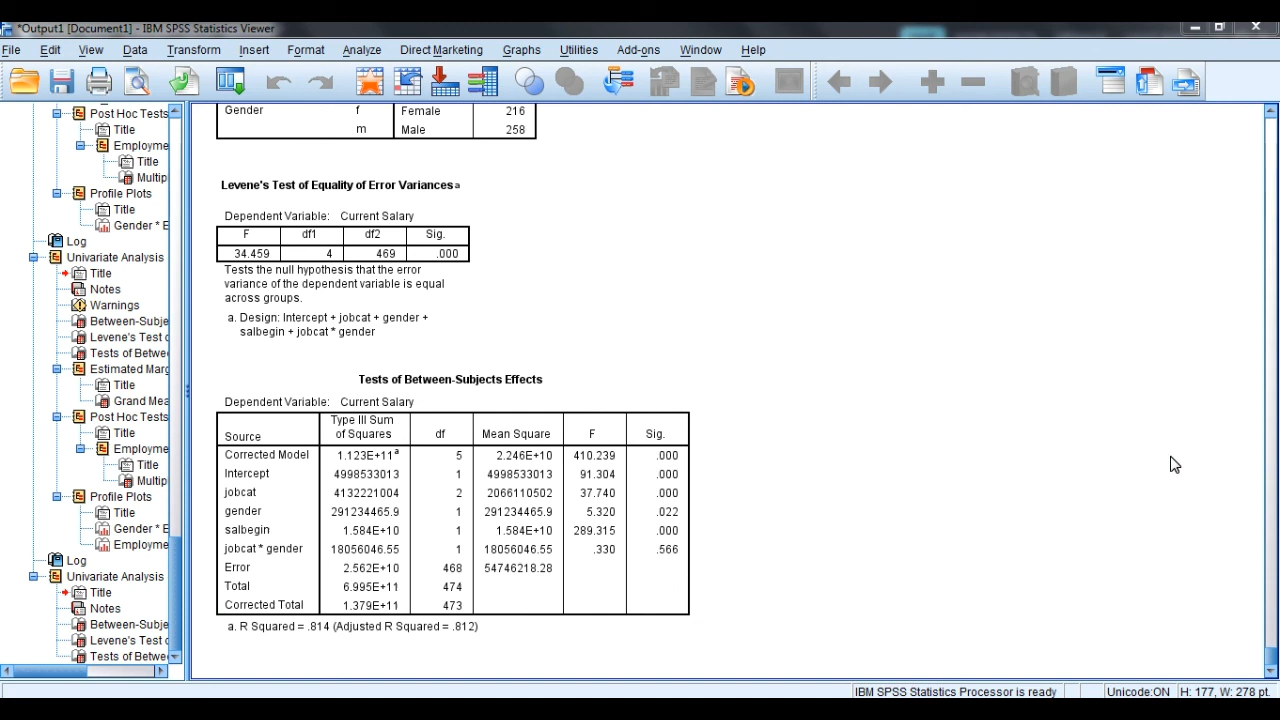 *Output1 [Document1] - IBM SPSS Statistics Viewer
File Edit View Data Transform Insert Format Analyze Direct Marketing Graphs Utilities Add-ons Window Help
Post Hoc Tests
Title
Employme
Title
Multip
Profile Plots
Title
Gender * E
Log
Univariate Analysis
Title
Notes
Warnings
Between-Subje
Levene's Test o
Tests of Betwe
Estimated Marg
Title
Grand Mea
Post Hoc Tests
Title
Employme
Title
Multip
Profile Plots
Title
Gender * E
Employme
Log
Univariate Analysis
Title
Notes
Between-Subje
Levene's Test o
Tests of Betwe
Gender f Female 216
m Male 258
Levene's Test of Equality of Error Variances a
Dependent Variable: Current Salary
F df1 df2 Sig.
34.459 4 469 .000
Tests the null hypothesis that the error
variance of the dependent variable is equal
across groups.
a. Design: Intercept + jobcat + gender +
salbegin + jobcat * gender
Tests of Between-Subjects Effects
Dependent Variable: Current Salary
Source Type III Sum of Squares df Mean Square F Sig.
Corrected Model 1.123E+11a 5 2.246E+10 410.239 .000
Intercept 4998533013 1 4998533013 91.304 .000
jobcat 4132221004 2 2066110502 37.740 .000
gender 291234465.9 1 291234465.9 5.320 .022
salbegin 1.584E+10 1 1.584E+10 289.315 .000
jobcat * gender 18056046.55 1 18056046.55 .330 .566
Error 2.562E+10 468 54746218.28
Total 6.995E+11 474
Corrected Total 1.379E+11 473
a. R Squared = .814 (Adjusted R Squared = .812)
IBM SPSS Statistics Processor is ready Unicode:ON H: 177, W: 278 pt.